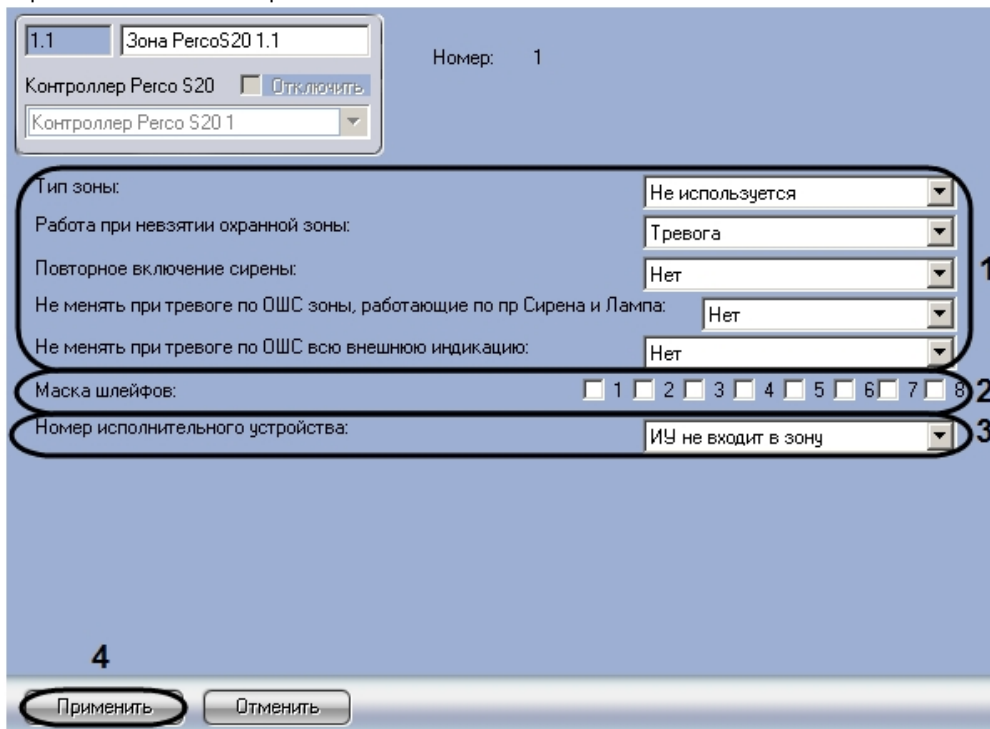 1.1 Зона PercoS20 1.1
Номер: 1
Контроллер Perco S20 Отключить
Контроллер Perco S20 1
Тип зоны: Не используется
Работа при невзятии охранной зоны: Тревога
Повторное включение сирены: Нет
1
Не менять при тревоге по ОШС зоны, работающие по пр Сирена и Лампа: Нет
Не менять при тревоге по ОШС всю внешнюю индикацию: Нет
Маска шлейфов: 1 2 3 4 5 6 7 8
2
Номер исполнительного устройства: ИУ не входит в зону
3
4
Применить Отменить